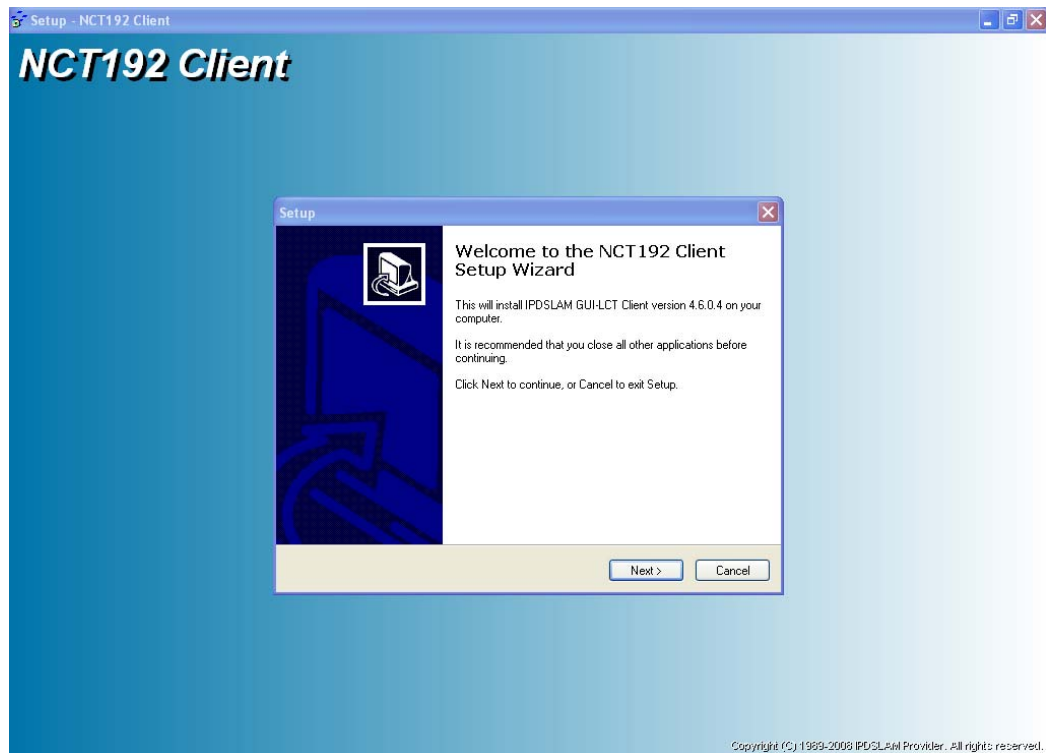 Setup - NCT192 Client
NCT192 Client
Setup
Welcome to the NCT192 Client
Setup Wizard
This will install IPDSLAM GUI-LCT Client version 4.6.0.4 on your
computer.
It is recommended that you close all other applications before
continuing.
Click Next to continue, or Cancel to exit Setup.
Next >
Cancel
Copyright (C) 1989-2008 IPDSLAM Provider. All rights reserved.